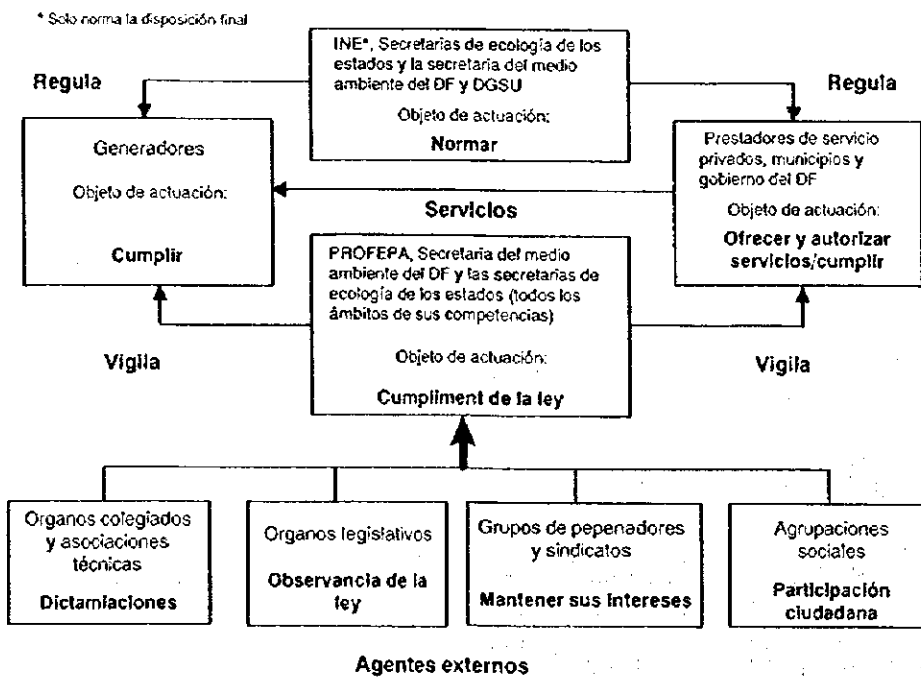 * Solo norma la disposición final
INE*, Secretarias de ecología de los
estados y la secretaria del medio
ambiente del DF y DGSU
Objeto de actuación:
Normar
Regula
Regula
Generadores
Objeto de actuación:
Cumplir
Prestadores de servicio
privados, municipios y
gobierno del DF
Objeto de actuación:
Ofrecer y autorizar
servicios/cumplir
Servicios
PROFEPA, Secretaria del medio
ambiente del DF y las secretarias de
ecología de los estados (todos los
ámbitos de sus competencias)
Objeto de actuación:
Cumpliment de la ley
Vigila
Vigila
Organos colegiados
y asociaciones
técnicas
Dictamiaciones
Organos legislativos
Observancia de la
ley
Grupos de pepenadores
y sindicatos
Mantener sus intereses
Agrupaciones
sociales
Participación
ciudadana
Agentes externos